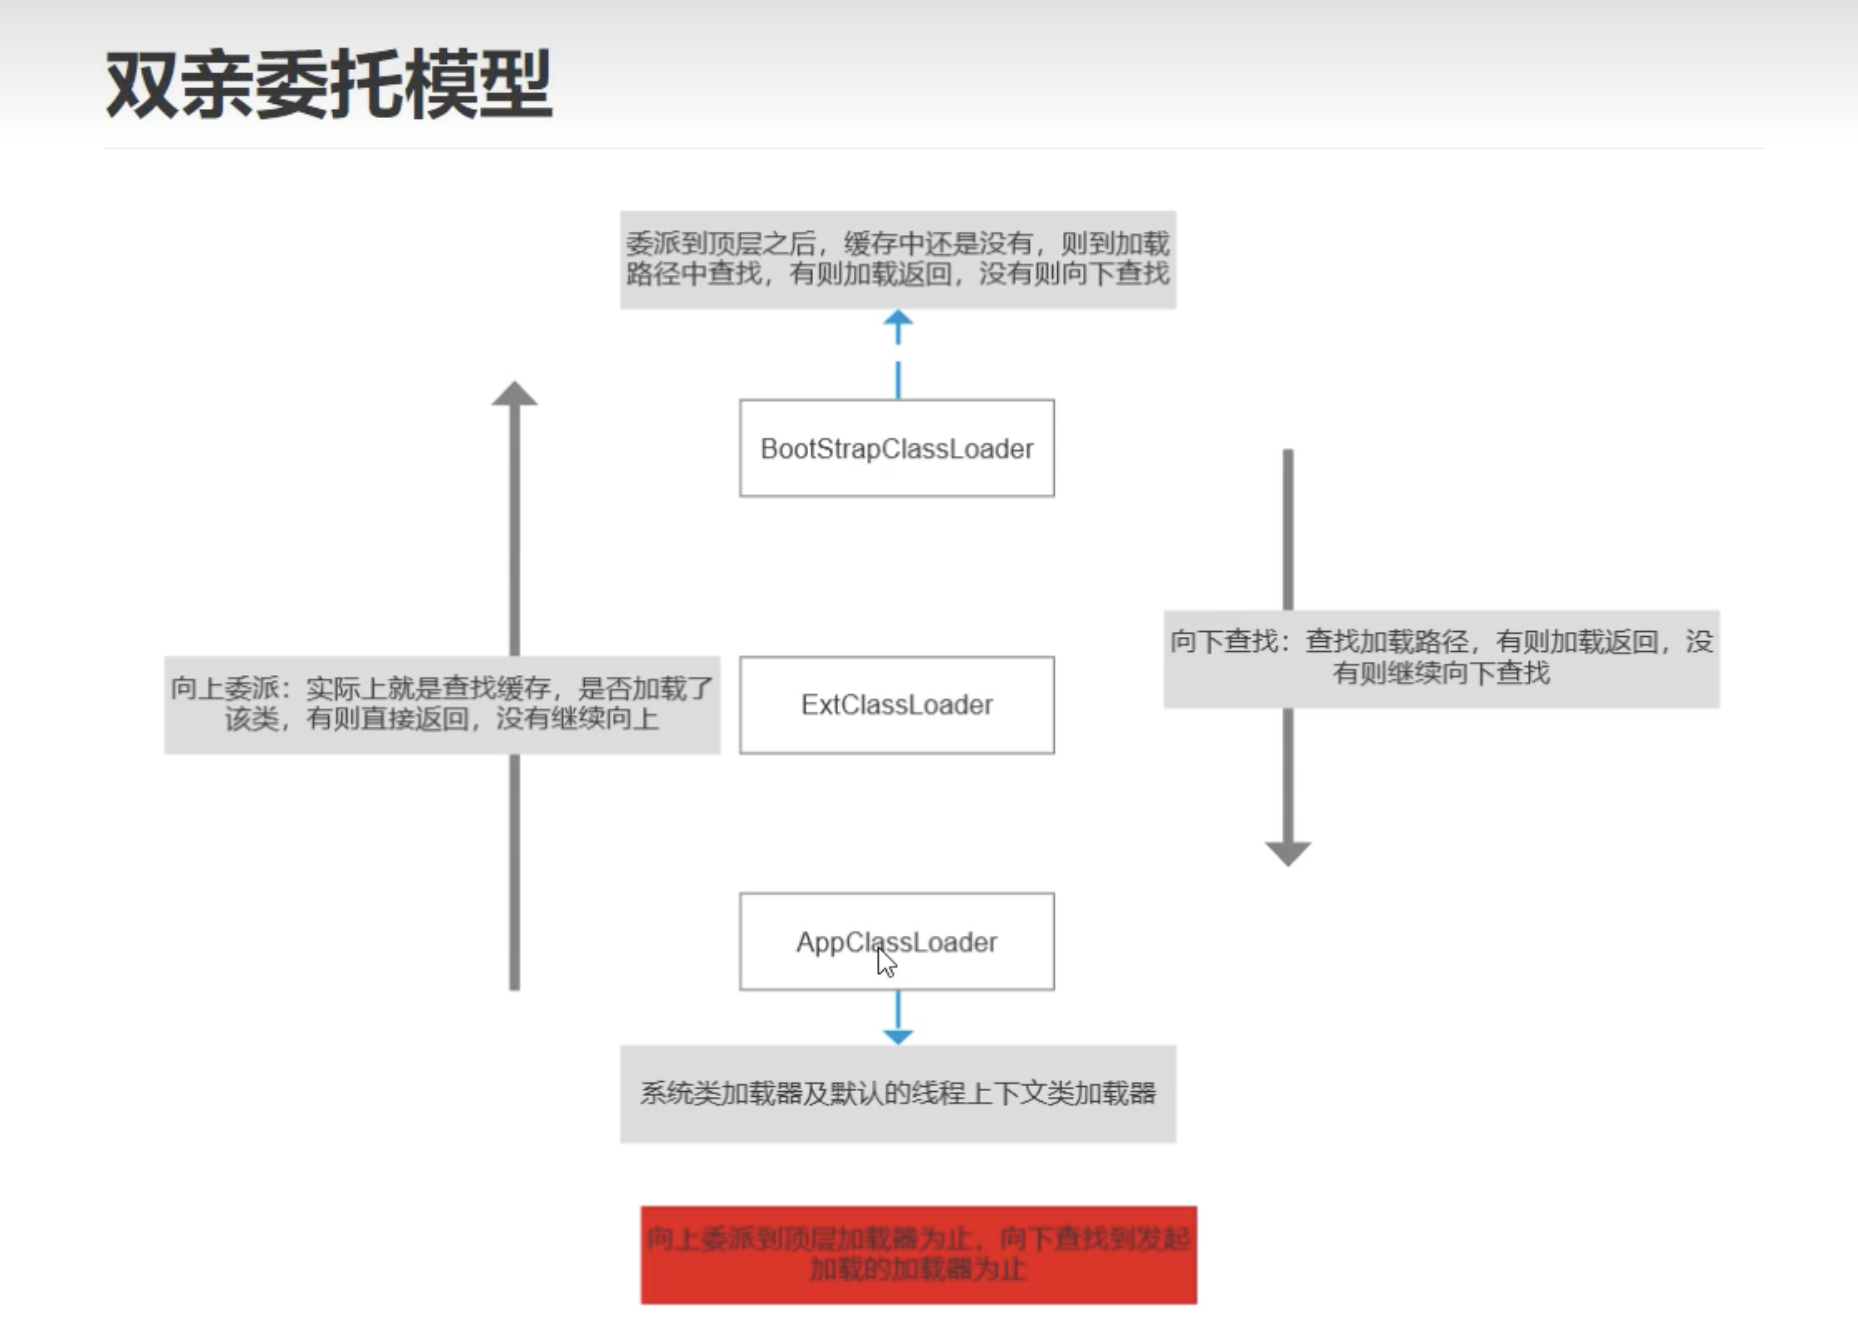 双亲委托模型
委派到顶层之后，缓存中还是没有，则到加载
路径中查找，有则加载返回，没有则向下查找
BootStrapClassLoader
向下查找：查找加载路径，有则加载返回，没
有则继续向下查找
向上委派：实际上就是查找缓存，是否加载了
该类，有则直接返回，没有继续向上
ExtClassLoader
AppClassLoader
系统类加载器及默认的线程上下文类加载器
向上委派到顶层加载器为止，向下查找到发起
加载的加载器为止